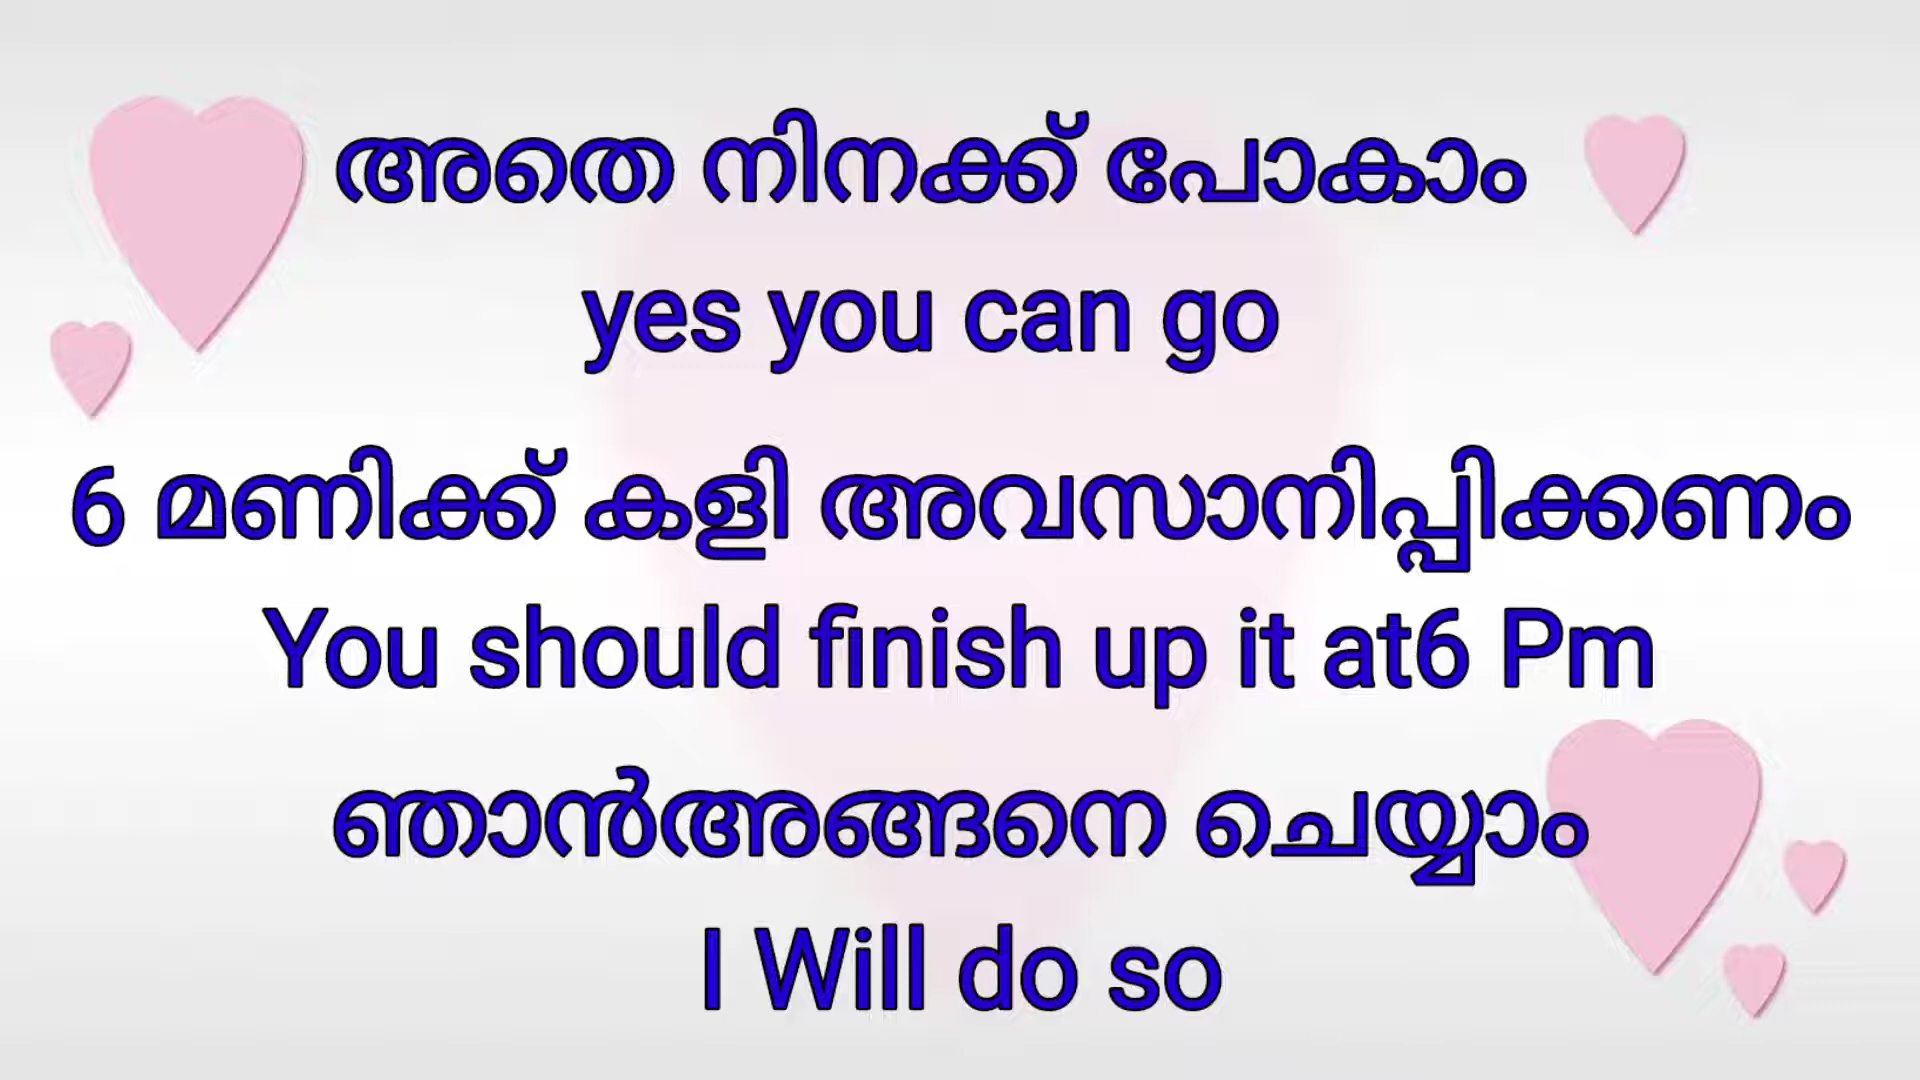 അതെ നിനക്ക് പോകാം
yes you can go
6 മണിക്ക് കളി അവസാനിപ്പിക്കണം
You should finish up it at6 Pm
ഞാൻഅങ്ങനെ ചെയ്യാം
I Will do so